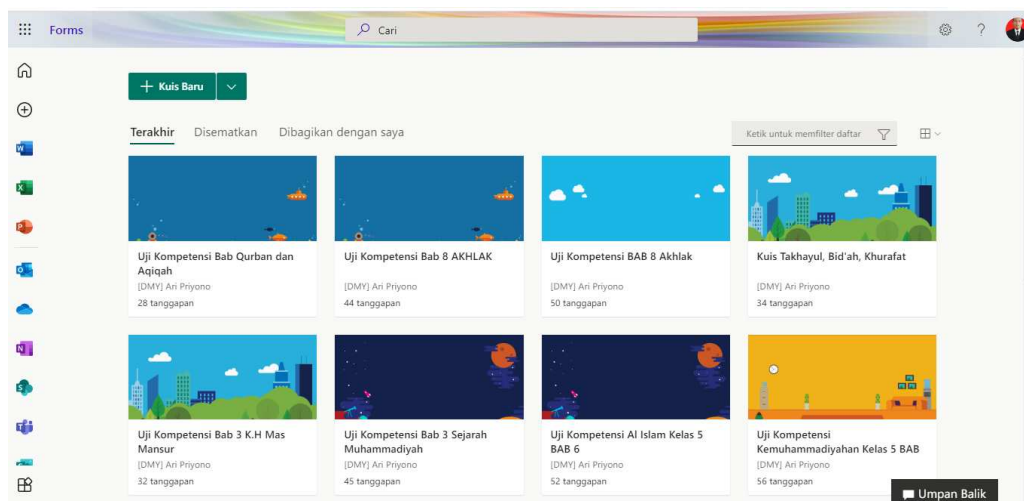 Forms
Cari
?
+ Kuis Baru
Terakhir Disematkan Dibagikan dengan saya
Ketik untuk memfilter daftar
Uji Kompetensi Bab Qurban dan
Aqiqah
[DMY] Ari Priyono
28 tanggapan
Uji Kompetensi Bab 8 AKHLAK
[DMY] Ari Priyono
44 tanggapan
Uji Kompetensi BAB 8 Akhlak
[DMY] Ari Priyono
50 tanggapan
Kuis Takhayul, Bid'ah, Khurafat
[DMY] Ari Priyono
34 tanggapan
Uji Kompetensi Bab 3 K.H Mas
Mansur
[DMY] Ari Priyono
32 tanggapan
Uji Kompetensi Bab 3 Sejarah
Muhammadiyah
[DMY] Ari Priyono
45 tanggapan
Uji Kompetensi Al Islam Kelas 5
BAB 6
[DMY] Ari Priyono
52 tanggapan
Uji Kompetensi
Kemuhammadiyahan Kelas 5 BAB
[DMY] Ari Priyono
56 tanggapan
Umpan Balik